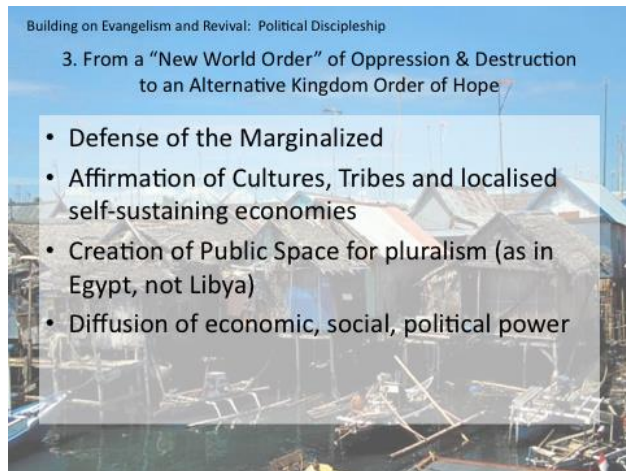 Building on Evangelism and Revival:  Political Discipleship
3. From a “New World Order” of Oppression & Destruction
to an Alternative Kingdom Order of Hope
• Defense of the Marginalized
• Affirmation of Cultures, Tribes and localised
self-sustaining economies
• Creation of Public Space for pluralism (as in
Egypt, not Libya)
• Diffusion of economic, social, political power